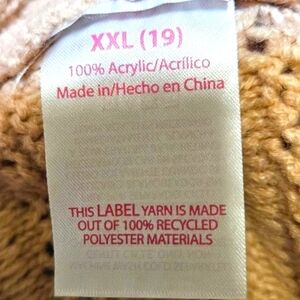 XXL (19)
100% Acrylic/Acrílico
Made in/Hecho en China
THIS LABEL YARN IS MADE
OUT OF 100% RECYCLED
POLYESTER MATERIALS